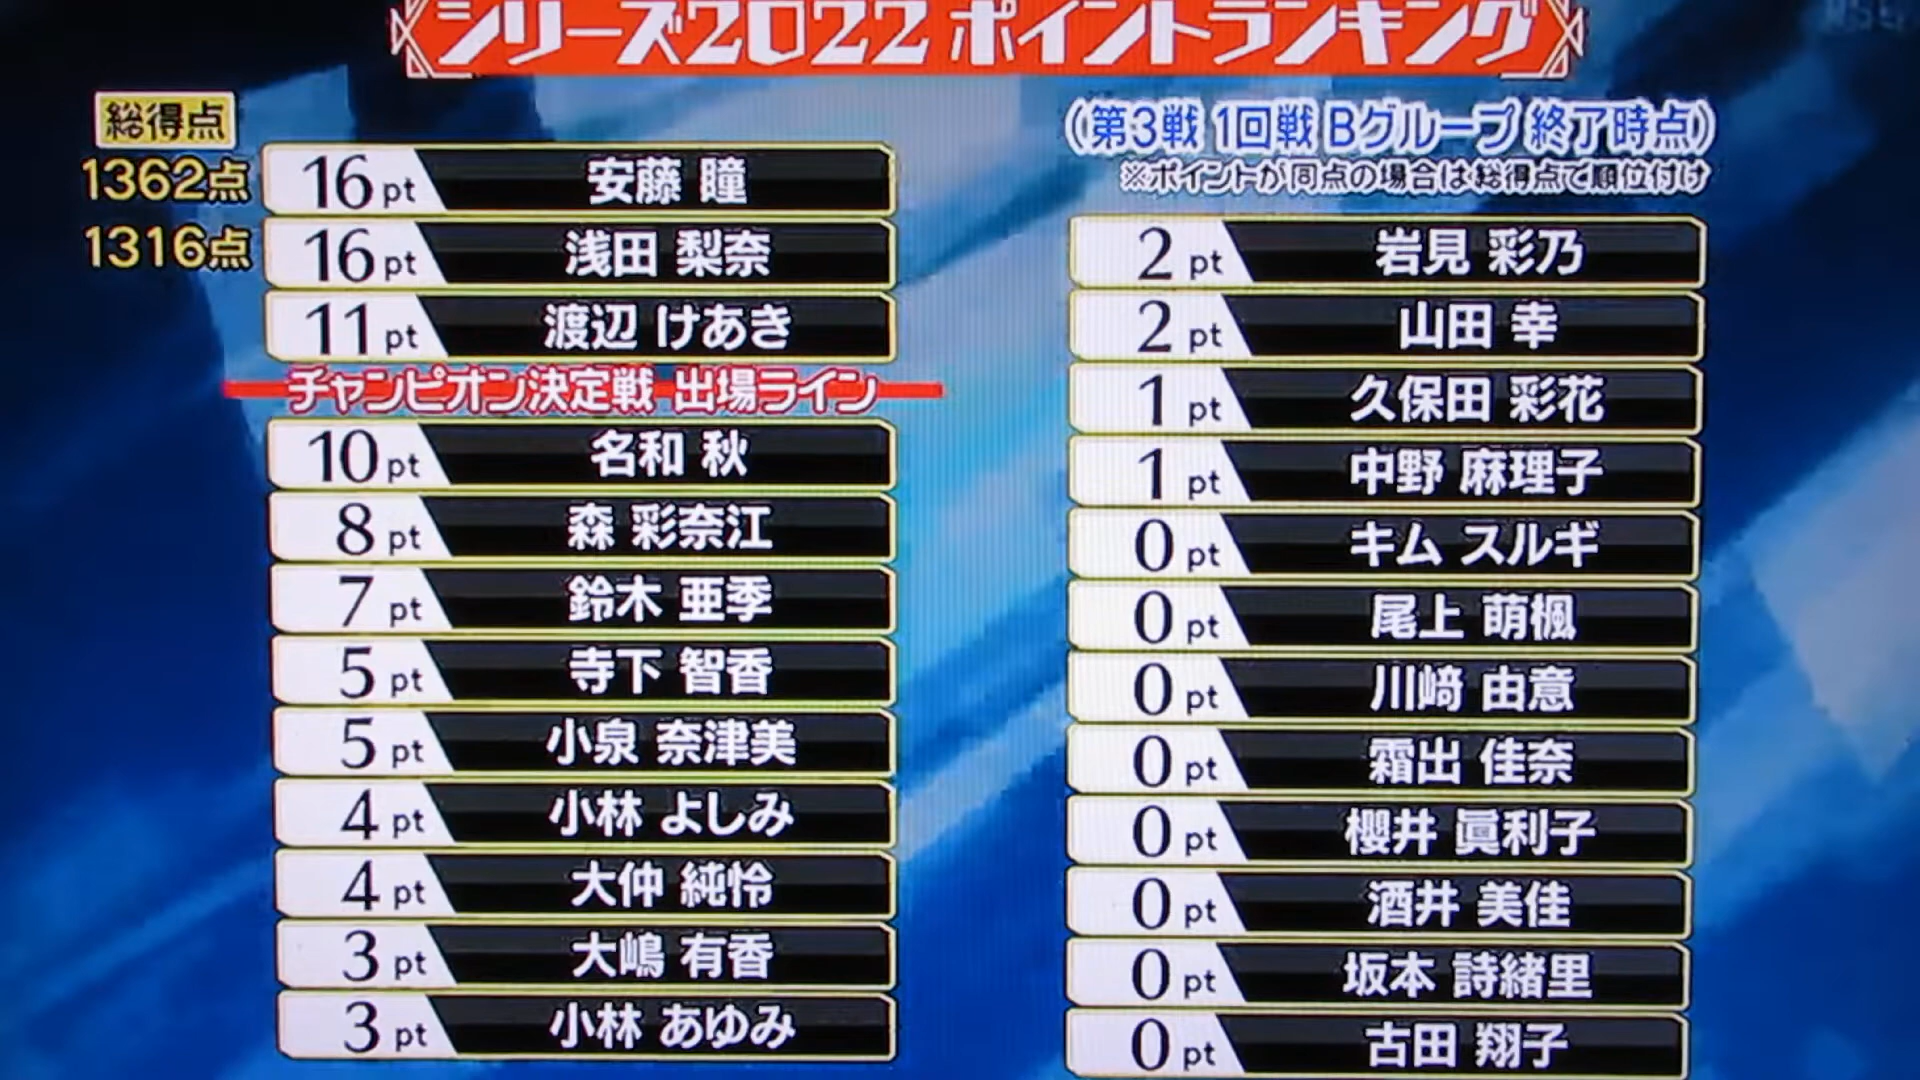 シリーズ2022 ポイントランキング
総得点
(第3戦 1回戦 Bグループ 終了時点)
※ポイントが同点の場合は総得点で順位付け
1362点 16pt 安藤 瞳
1316点 16pt 浅田 梨奈
11pt 渡辺 けあき
チャンピオン決定戦 出場ライン
10pt 名和 秋
8pt 森 彩奈江
7pt 鈴木 亜季
5pt 寺下 智香
5pt 小泉 奈津美
4pt 小林 よしみ
4pt 大仲 純怜
3pt 大嶋 有香
3pt 小林 あゆみ
2pt 岩見 彩乃
2pt 山田 幸
1pt 久保田 彩花
1pt 中野 麻理子
0pt キム スルギ
0pt 尾上 萌楓
0pt 川﨑 由意
0pt 霜出 佳奈
0pt 櫻井 眞利子
0pt 酒井 美佳
0pt 坂本 詩緒里
0pt 古田 翔子